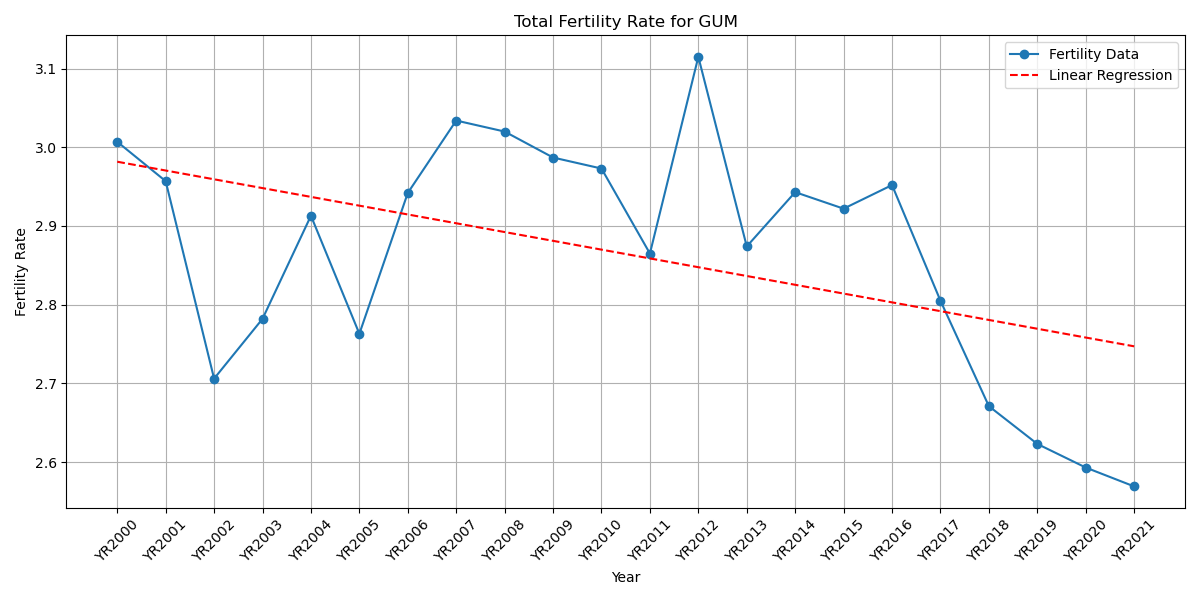 Total Fertility Rate for GUM
Fertility Data
Linear Regression
Fertility Rate
3.1
3.0
2.9
2.8
2.7
2.6
YR2000
YR2001
YR2002
YR2003
YR2004
YR2005
YR2006
YR2007
YR2008
YR2009
YR2010
YR2011
YR2012
YR2013
YR2014
YR2015
YR2016
YR2017
YR2018
YR2019
YR2020
YR2021
Year